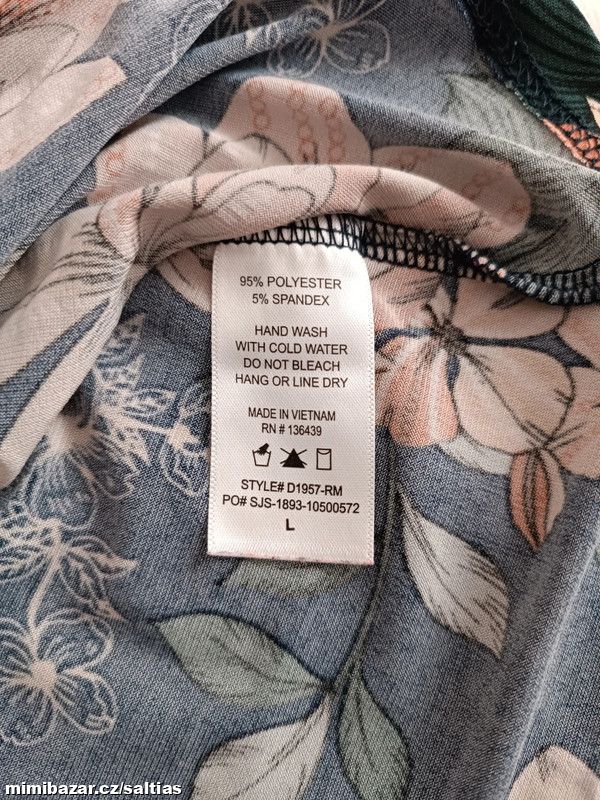 95% POLYESTER
5% SPANDEX
HAND WASH
WITH COLD WATER
DO NOT BLEACH
HANG OR LINE DRY
MADE IN VIETNAM
RN # 136439
STYLE# D1957-RM
PO# SJS-1893-10500572
L
mimibazar.cz/saltias